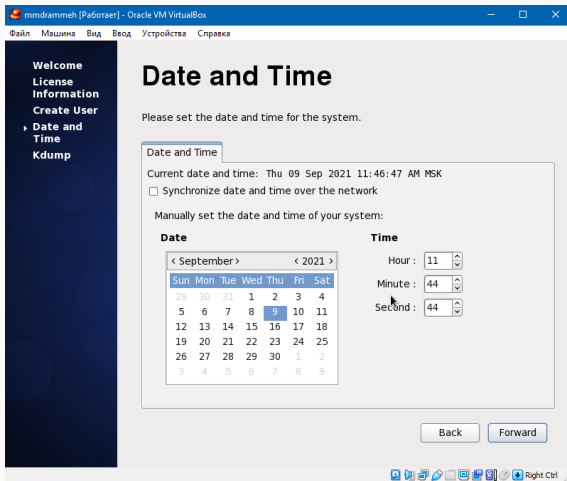 mmdrammeh [Работает] - Oracle VM VirtualBox
Файл Машина Вид Ввод Устройства Справка
Welcome
License
Information
Create User
Date and
Time
Kdump
Date and Time
Please set the date and time for the system.
Date and Time
Current date and time: Thu 09 Sep 2021 11:46:47 AM MSK
Synchronize date and time over the network
Manually set the date and time of your system:
Date
< September > < 2021 >
Sun Mon Tue Wed Thu Fri Sat
29 30 31 1 2 3 4
5 6 7 8 9 10 11
12 13 14 15 16 17 18
19 20 21 22 23 24 25
26 27 28 29 30 1 2
3 4 5 6 7 8 9
Time
Hour : 11
Minute : 44
Second : 44
Back Forward
Right Ctrl